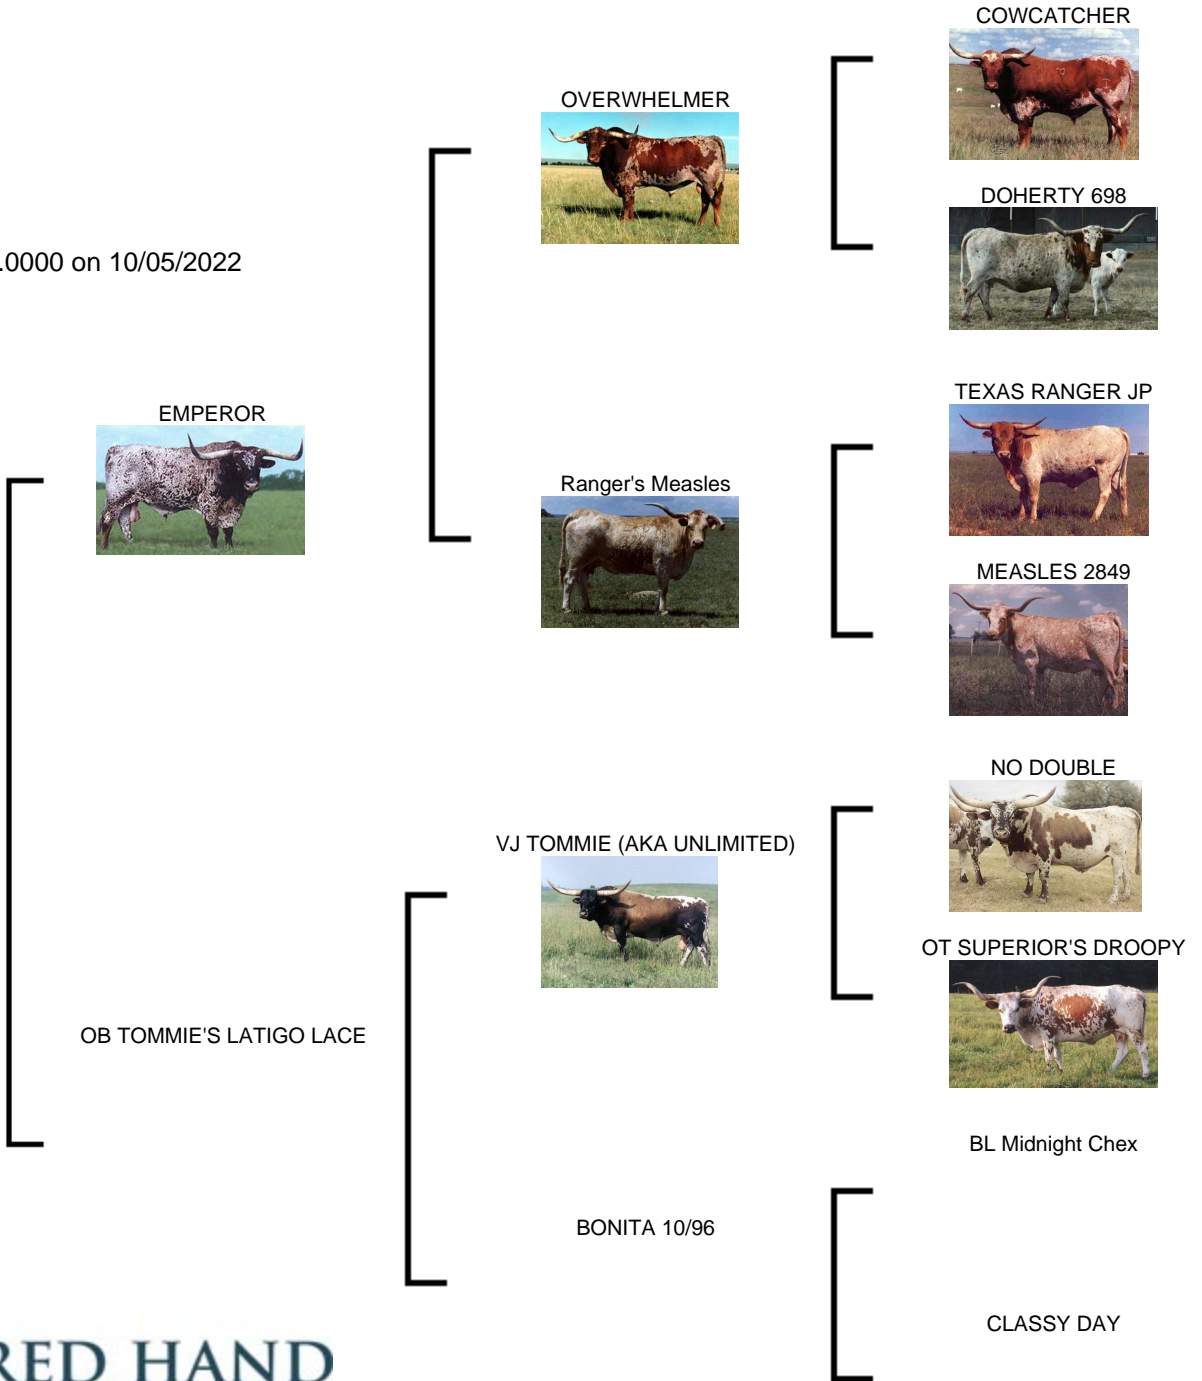 COWCATCHER
OVERWHELMER
DOHERTY 698
.0000 on 10/05/2022
TEXAS RANGER JP
EMPEROR
Ranger's Measles
MEASLES 2849
NO DOUBLE
VJ TOMMIE (AKA UNLIMITED)
OT SUPERIOR'S DROOPY
OB TOMMIE'S LATIGO LACE
BL Midnight Chex
BONITA 10/96
CLASSY DAY
RED HAND